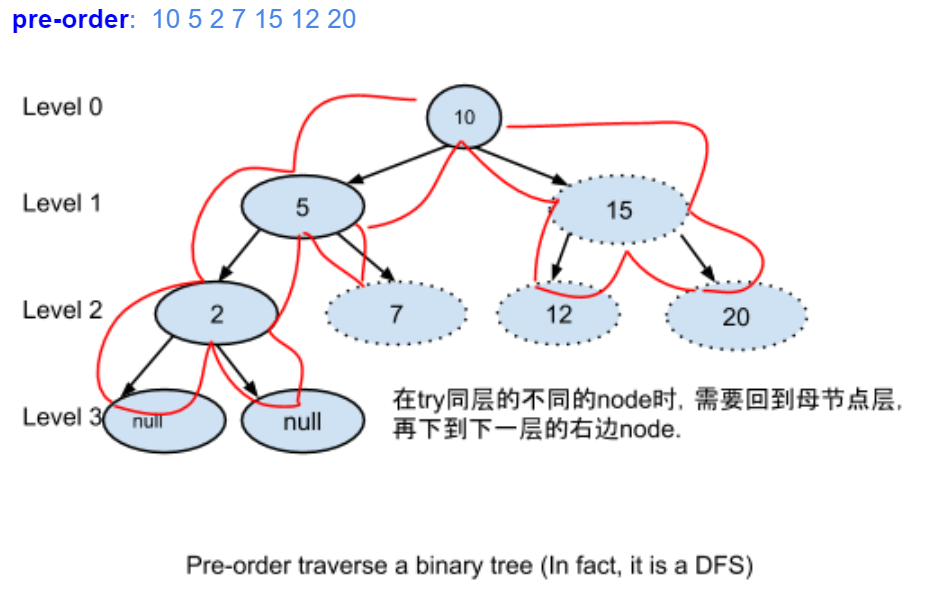 pre-order: 10 5 2 7 15 12 20
Level 0
10
Level 1
5
15
Level 2
2
7
12
20
Level 3
null
null
在try同层的不同的node时, 需要回到母节点层,
再下到下一层的右边node.
Pre-order traverse a binary tree (In fact, it is a DFS)